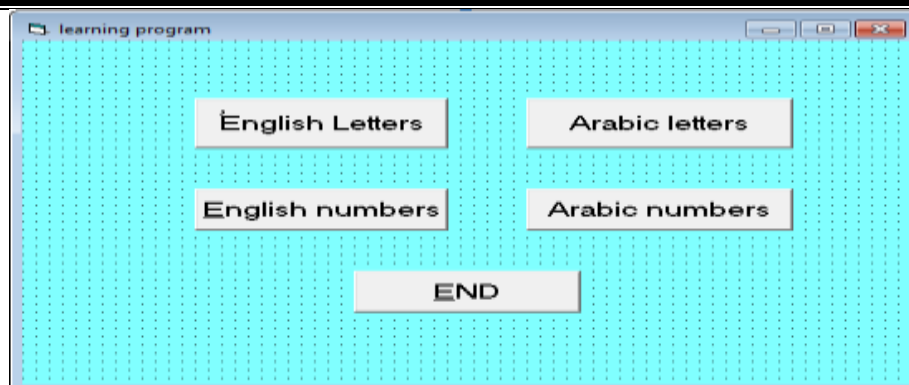 learning program
English Letters
Arabic letters
English numbers
Arabic numbers
END